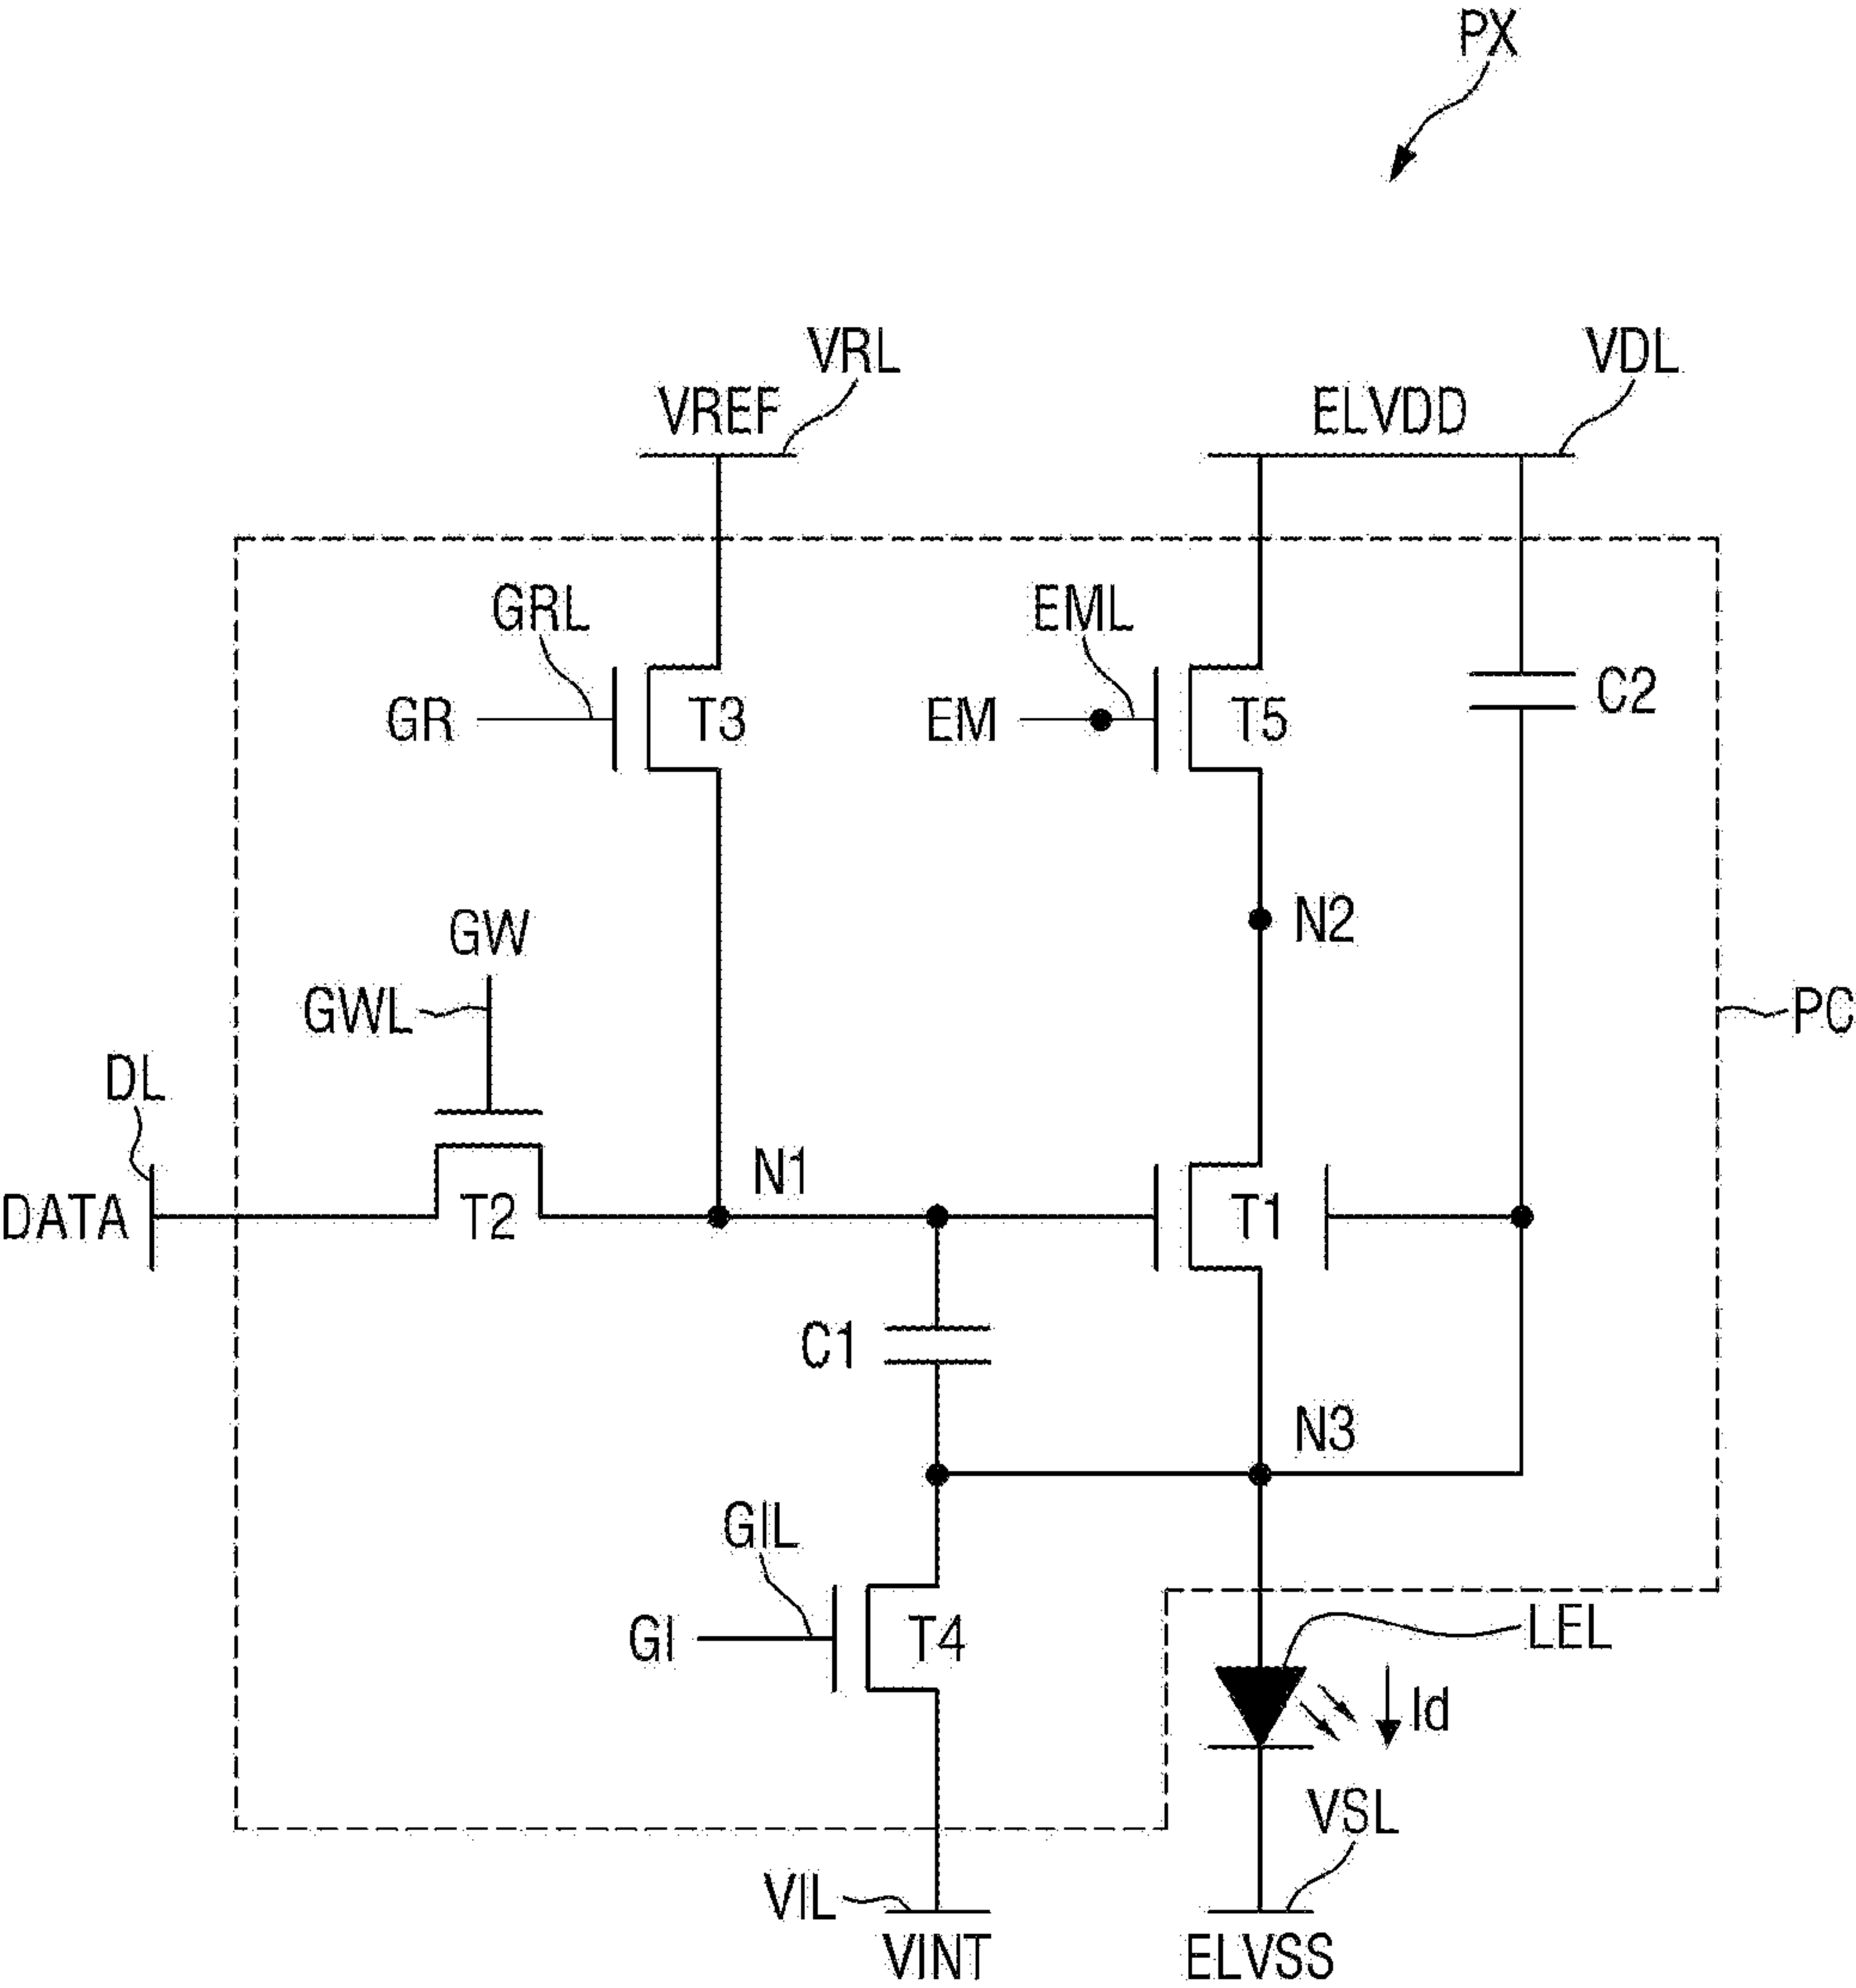 PX
VRL
VDL
VREF
ELVDD
GRL
EML
GR
T3
EM
T5
C2
GW
N2
GWL
PC
DL
N1
DATA
T2
T1
C1
N3
GIL
GI
T4
LEL
Id
VSL
VIL
VINT
ELVSS